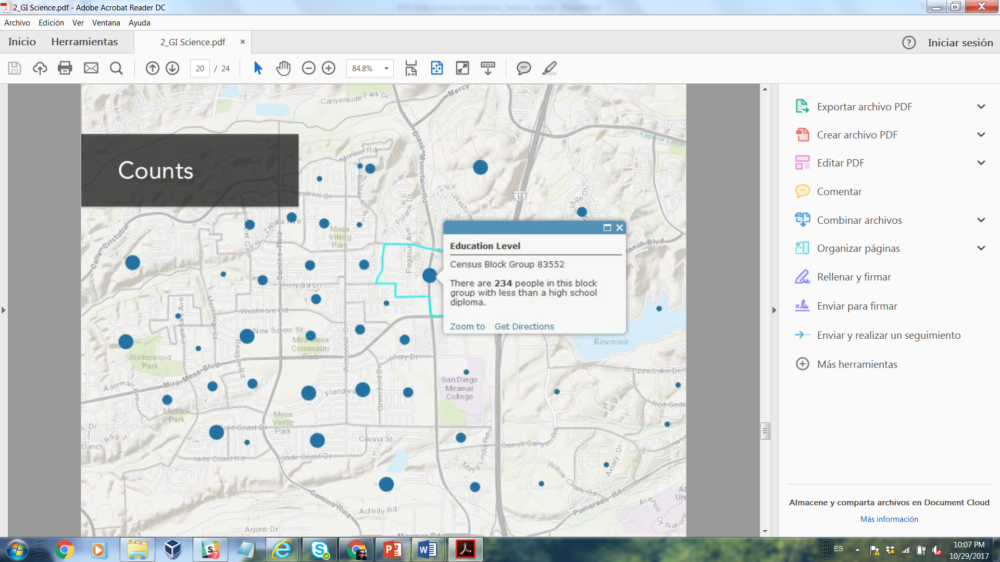 2_GI Science.pdf - Adobe Acrobat Reader DC
Archivo Edición Ver Ventana Ayuda
Inicio Herramientas 2_GI Science.pdf × ? Iniciar sesión
20 / 24 84.8%
Canyonside Park Dr
Mercy
Counts
Black Mountain Rd
Aquarius Dr
Polaris Dr
15
Zapata Ave
Mesa
Viking
Park
Calle Cristobal
Camino Ruiz
Pegasus Ave
Ranch Blvd
Education Level
Census Block Group 83552
There are 234 people in this block
group with less than a high school
diploma.
Zoom to Get Directions
Hydra Ln
Westmore Rd
Parkdale Ave
Montongo St
New Salem St
Mira Mesa
Community
Park
Reagan Rd
Westonhill Dr
Reservoir
Winterwood
Park
Hillery Dr
Mira Mesa Blvd
Aderman Ave
San Diego
Miramar
College
Scripps Lake Dr
Flanders
Greenford Dr
Maddox
Park
Mesa
Verde
Park
Gold Coast Dr
Covina St
Carroll Canyon Rd
Dancy Rd
Jade Coast Rd
Jade Coast Dr
Maya Linda Rd
Aviary Dr
Willow Creek Rd
Camino Ruiz
Pomerado Rd
Activity Rd
Avenue Of Nations
Arjons Dr
Miramar Rd
Exportar archivo PDF
Crear archivo PDF
Editar PDF
Comentar
Combinar archivos
Organizar páginas
Rellenar y firmar
Enviar para firmar
Enviar y realizar un seguimiento
Más herramientas
Almacene y comparta archivos en Document Cloud
Más información
ES
10:07 PM
10/29/2017